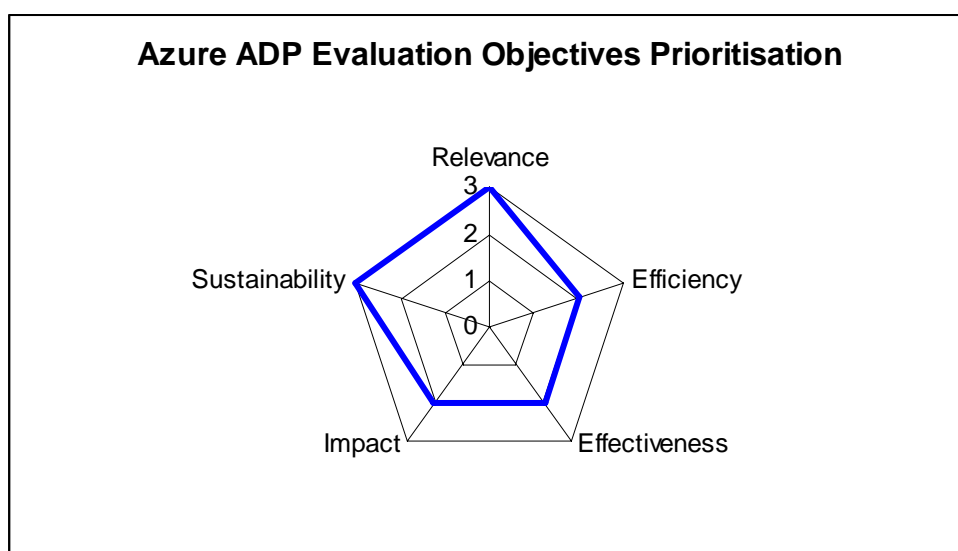 Azure ADP Evaluation Objectives Prioritisation
Relevance
3
2
1
0
Sustainability
Efficiency
Impact
Effectiveness